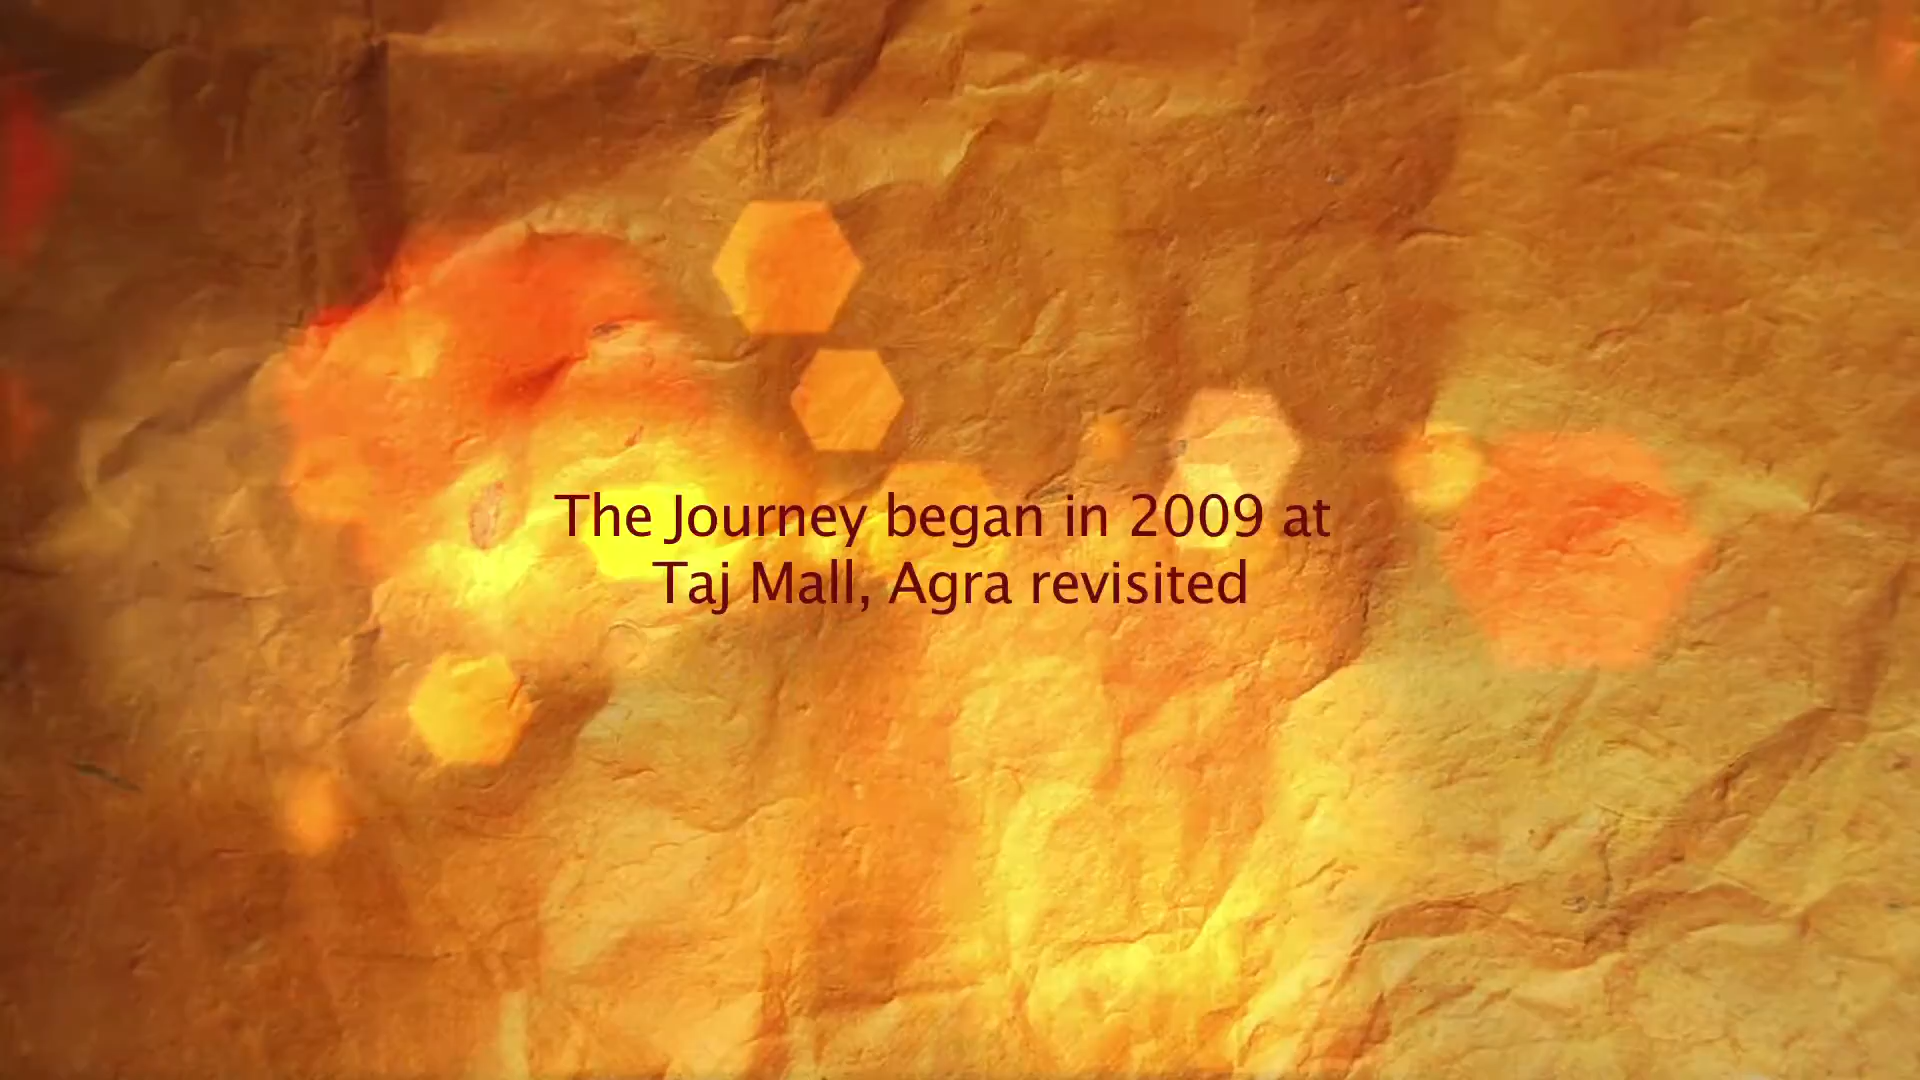 The Journey began in 2009 at
Taj Mall, Agra revisited